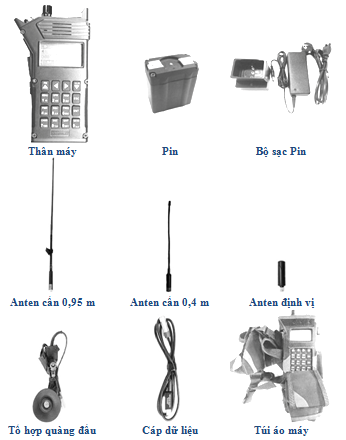 Thân máy
Pin
Bộ sạc Pin
Anten cần 0,95 m
Anten cần 0,4 m
Anten định vị
Tổ hợp quàng đầu
Cáp dữ liệu
Túi áo máy